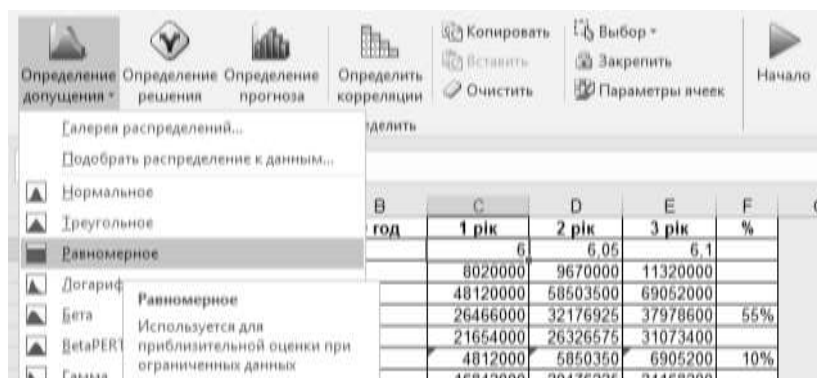 Определение допущения
Определение решения
Определение прогноза
Определить корреляции
Копировать
Вставить
Очистить
Выбор
Закрепить
Параметры ячеек
Начало
Галерея распределений...
Подобрать распределение к данным...
Нормальное
Треугольное
Равномерное
Бета
BetaPERT
Равномерное
Используется для
приблизительной оценки при
ограниченных данных
B C D E F
год 1 рік 2 рік 3 рік %
6 6,05 6,1
8020000 9670000 11320000
48120000 58503500 69052000
26466000 32176925 37978600 55%
21654000 26326575 31073400
4812000 5850350 6905200 10%